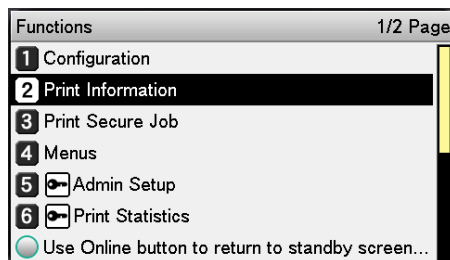 Functions 1/2 Page
1 Configuration
2 Print Information
3 Print Secure Job
4 Menus
5 Admin Setup
6 Print Statistics
Use Online button to return to standby screen...